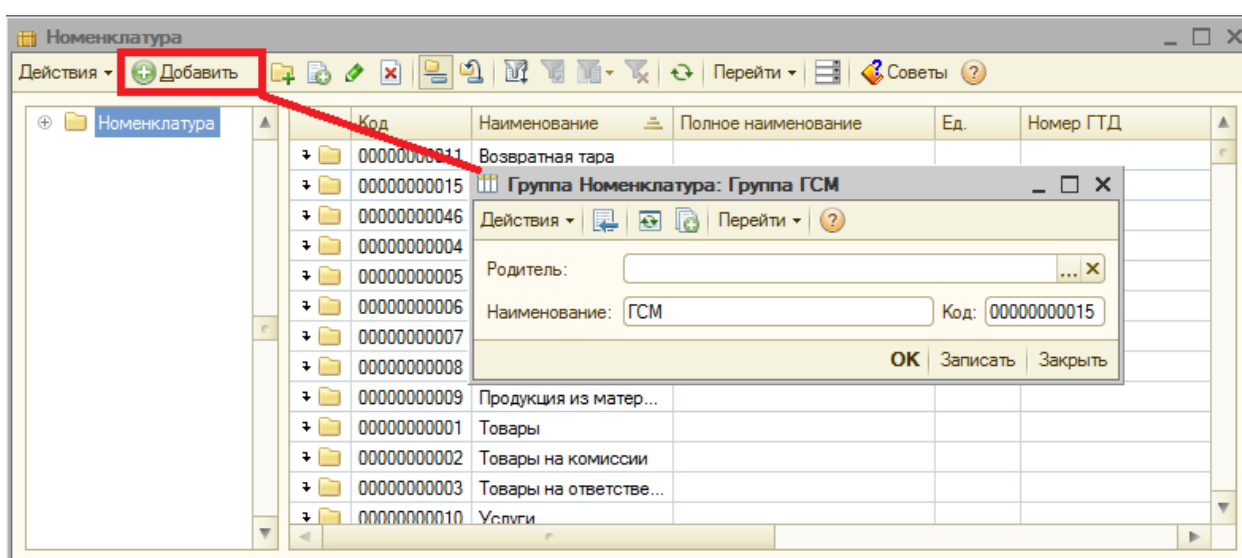 Номенклатура
Действия Добавить Перейти Советы
Номенклатура
Код Наименование Полное наименование Ед. Номер ГТД
00000000011 Возвратная тара
00000000015
00000000046
00000000004
00000000005
00000000006
00000000007
00000000008
Группа Номенклатура: Группа ГСМ
Действия Перейти
Родитель: ...
Наименование: ГСМ Код: 00000000015
OK Записать Закрыть
00000000009 Продукция из матер...
00000000001 Товары
00000000002 Товары на комиссии
00000000003 Товары на ответстве...
00000000010 Услуги